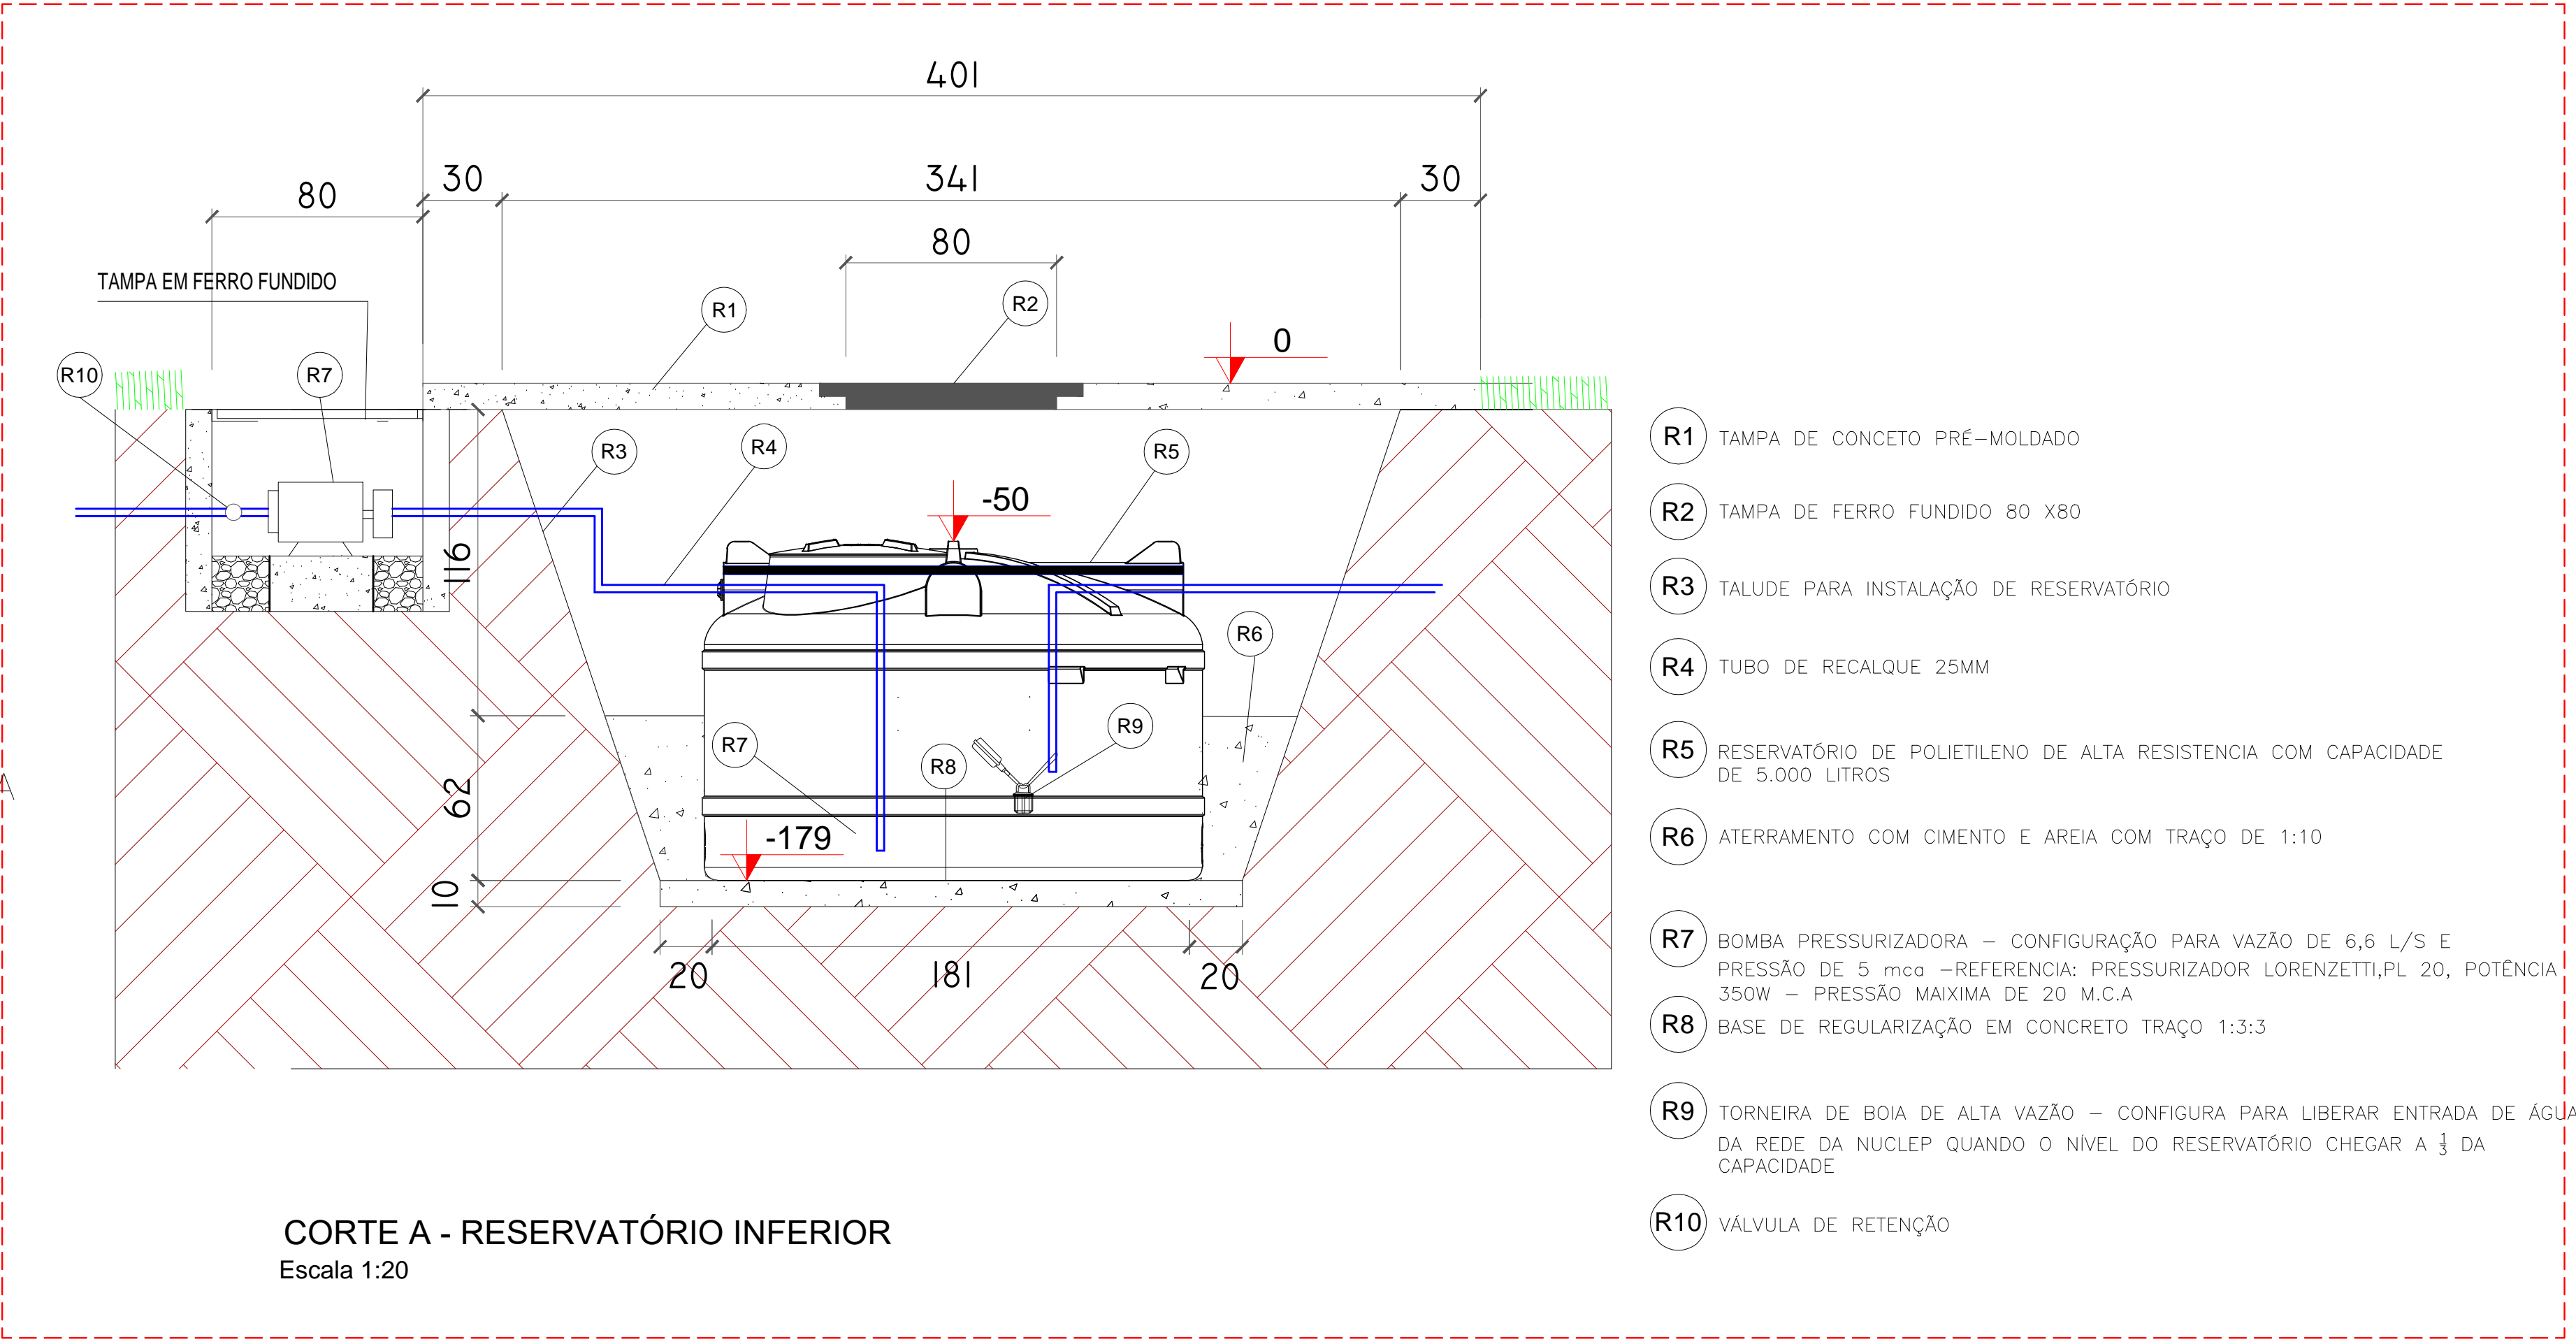 401
30
341
30
80
80
TAMPA EM FERRO FUNDIDO
R1
R2
0
R10
R7
R3
R4
R5
-50
116
R6
R7
R8
R9
62
-179
10
20
181
20
A
R1 TAMPA DE CONCETO PRÉ-MOLDADO
R2 TAMPA DE FERRO FUNDIDO 80 X80
R3 TALUDE PARA INSTALAÇÃO DE RESERVATÓRIO
R4 TUBO DE RECALQUE 25MM
R5 RESERVATÓRIO DE POLIETILENO DE ALTA RESISTENCIA COM CAPACIDADE
DE 5.000 LITROS
R6 ATERRAMENTO COM CIMENTO E AREIA COM TRAÇO DE 1:10
R7 BOMBA PRESSURIZADORA - CONFIGURAÇÃO PARA VAZÃO DE 6,6 L/S E
PRESSÃO DE 5 mca -REFERENCIA: PRESSURIZADOR LORENZETTI,PL 20, POTÊNCIA
350W - PRESSÃO MAIXIMA DE 20 M.C.A
R8 BASE DE REGULARIZAÇÃO EM CONCRETO TRAÇO 1:3:3
R9 TORNEIRA DE BOIA DE ALTA VAZÃO - CONFIGURA PARA LIBERAR ENTRADA DE ÁGUA
DA REDE DA NUCLEP QUANDO O NÍVEL DO RESERVATÓRIO CHEGAR A 1/3 DA
CAPACIDADE
R10 VÁLVULA DE RETENÇÃO
CORTE A - RESERVATÓRIO INFERIOR
Escala 1:20